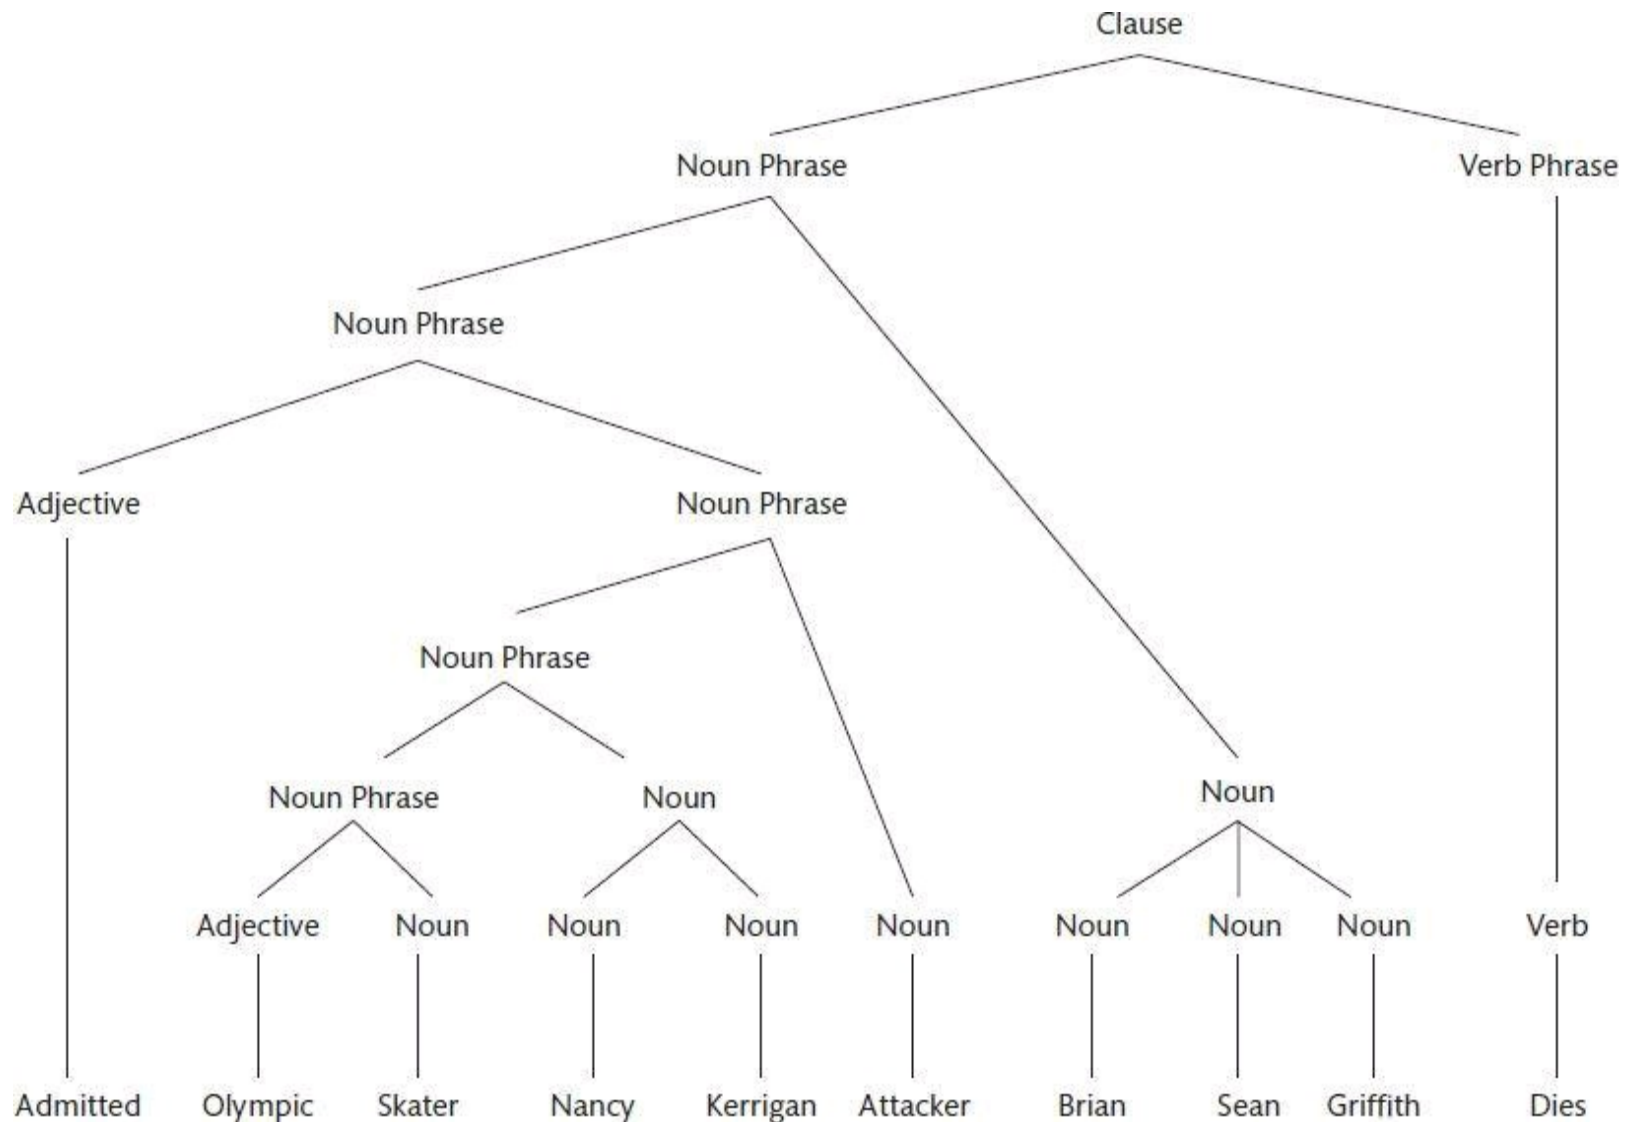 Clause
Noun Phrase Verb Phrase
Noun Phrase
Adjective Noun Phrase
Noun Phrase
Noun Phrase Noun Noun
Adjective Noun Noun Noun Noun Noun Noun Noun Verb
Admitted Olympic Skater Nancy Kerrigan Attacker Brian Sean Griffith Dies